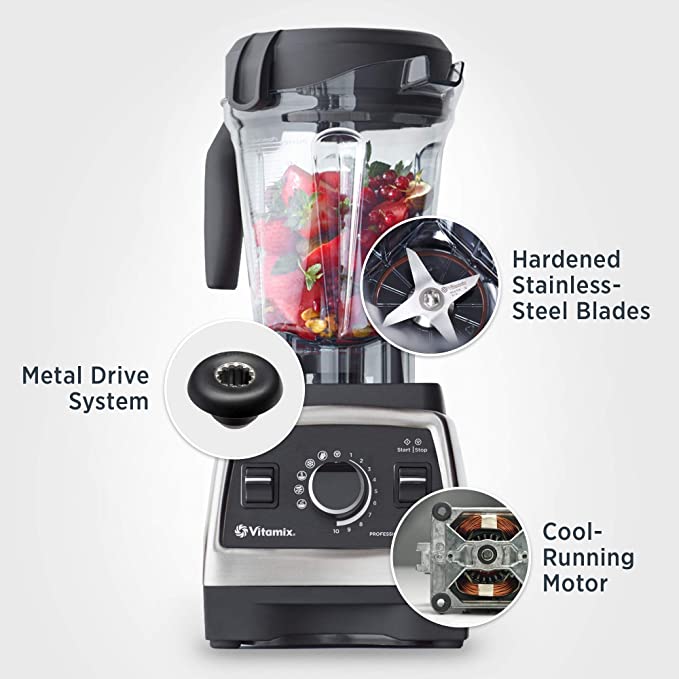 Hardened
Stainless-
Steel Blades
Metal Drive
System
Start | Stop
1
2
3
4
5
6
7
8
9
10
Vitamix
Cool-
Running
Motor